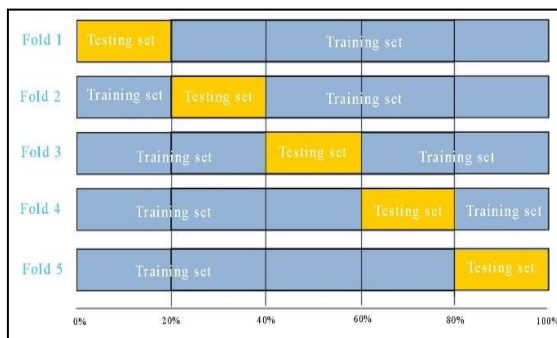 Fold 1 Testing set Training set
Fold 2 Training set Testing set Training set
Fold 3 Training set Testing set Training set
Fold 4 Training set Testing set Training set
Fold 5 Training set Testing set
0% 20% 40% 60% 80% 100%